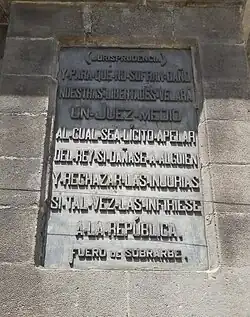 (JURISPRUDENCIA)
Y PARA QUE NO SUFRAN DAÑO
NUESTRAS LIBERTADES VELARA
UN JUEZ MEDIO
AL CUAL SEA LICITO APELAR
DEL REY SI DAÑASE A ALGUIEN
Y RECHAZAR LAS INJURIAS
SI TAL VEZ LAS INFIRIESE
A LA REPÚBLICA
FUERO DE SOBRARBE.